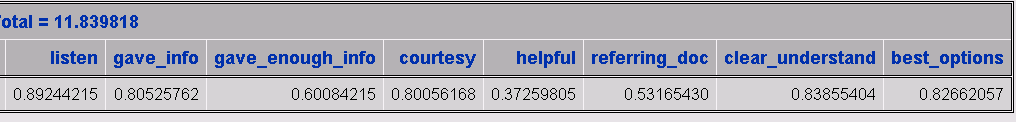 otal = 11.839818
listen gave_info gave_enough_info courtesy helpful referring_doc clear_understand best_options
0.89244215 0.80525762 0.60084215 0.80056168 0.37259805 0.53165430 0.83855404 0.82662057